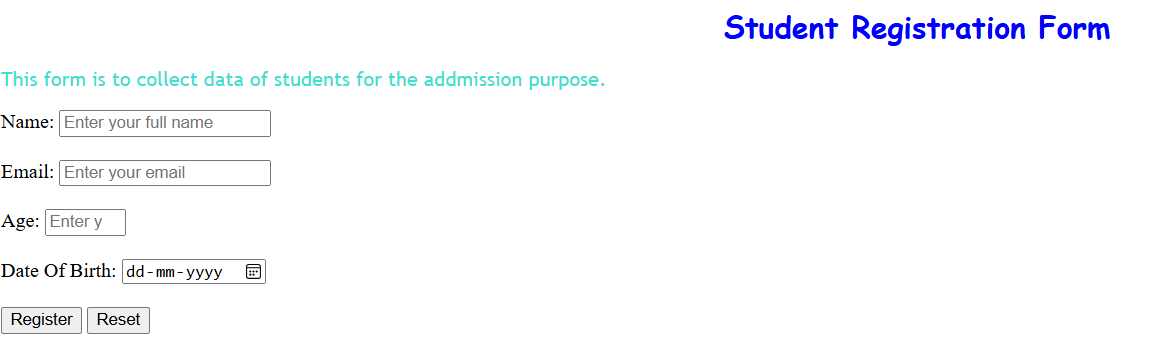 Student Registration Form
This form is to collect data of students for the addmission purpose.
Name: Enter your full name
Email: Enter your email
Age: Enter y
Date Of Birth: dd-mm-yyyy
Register Reset